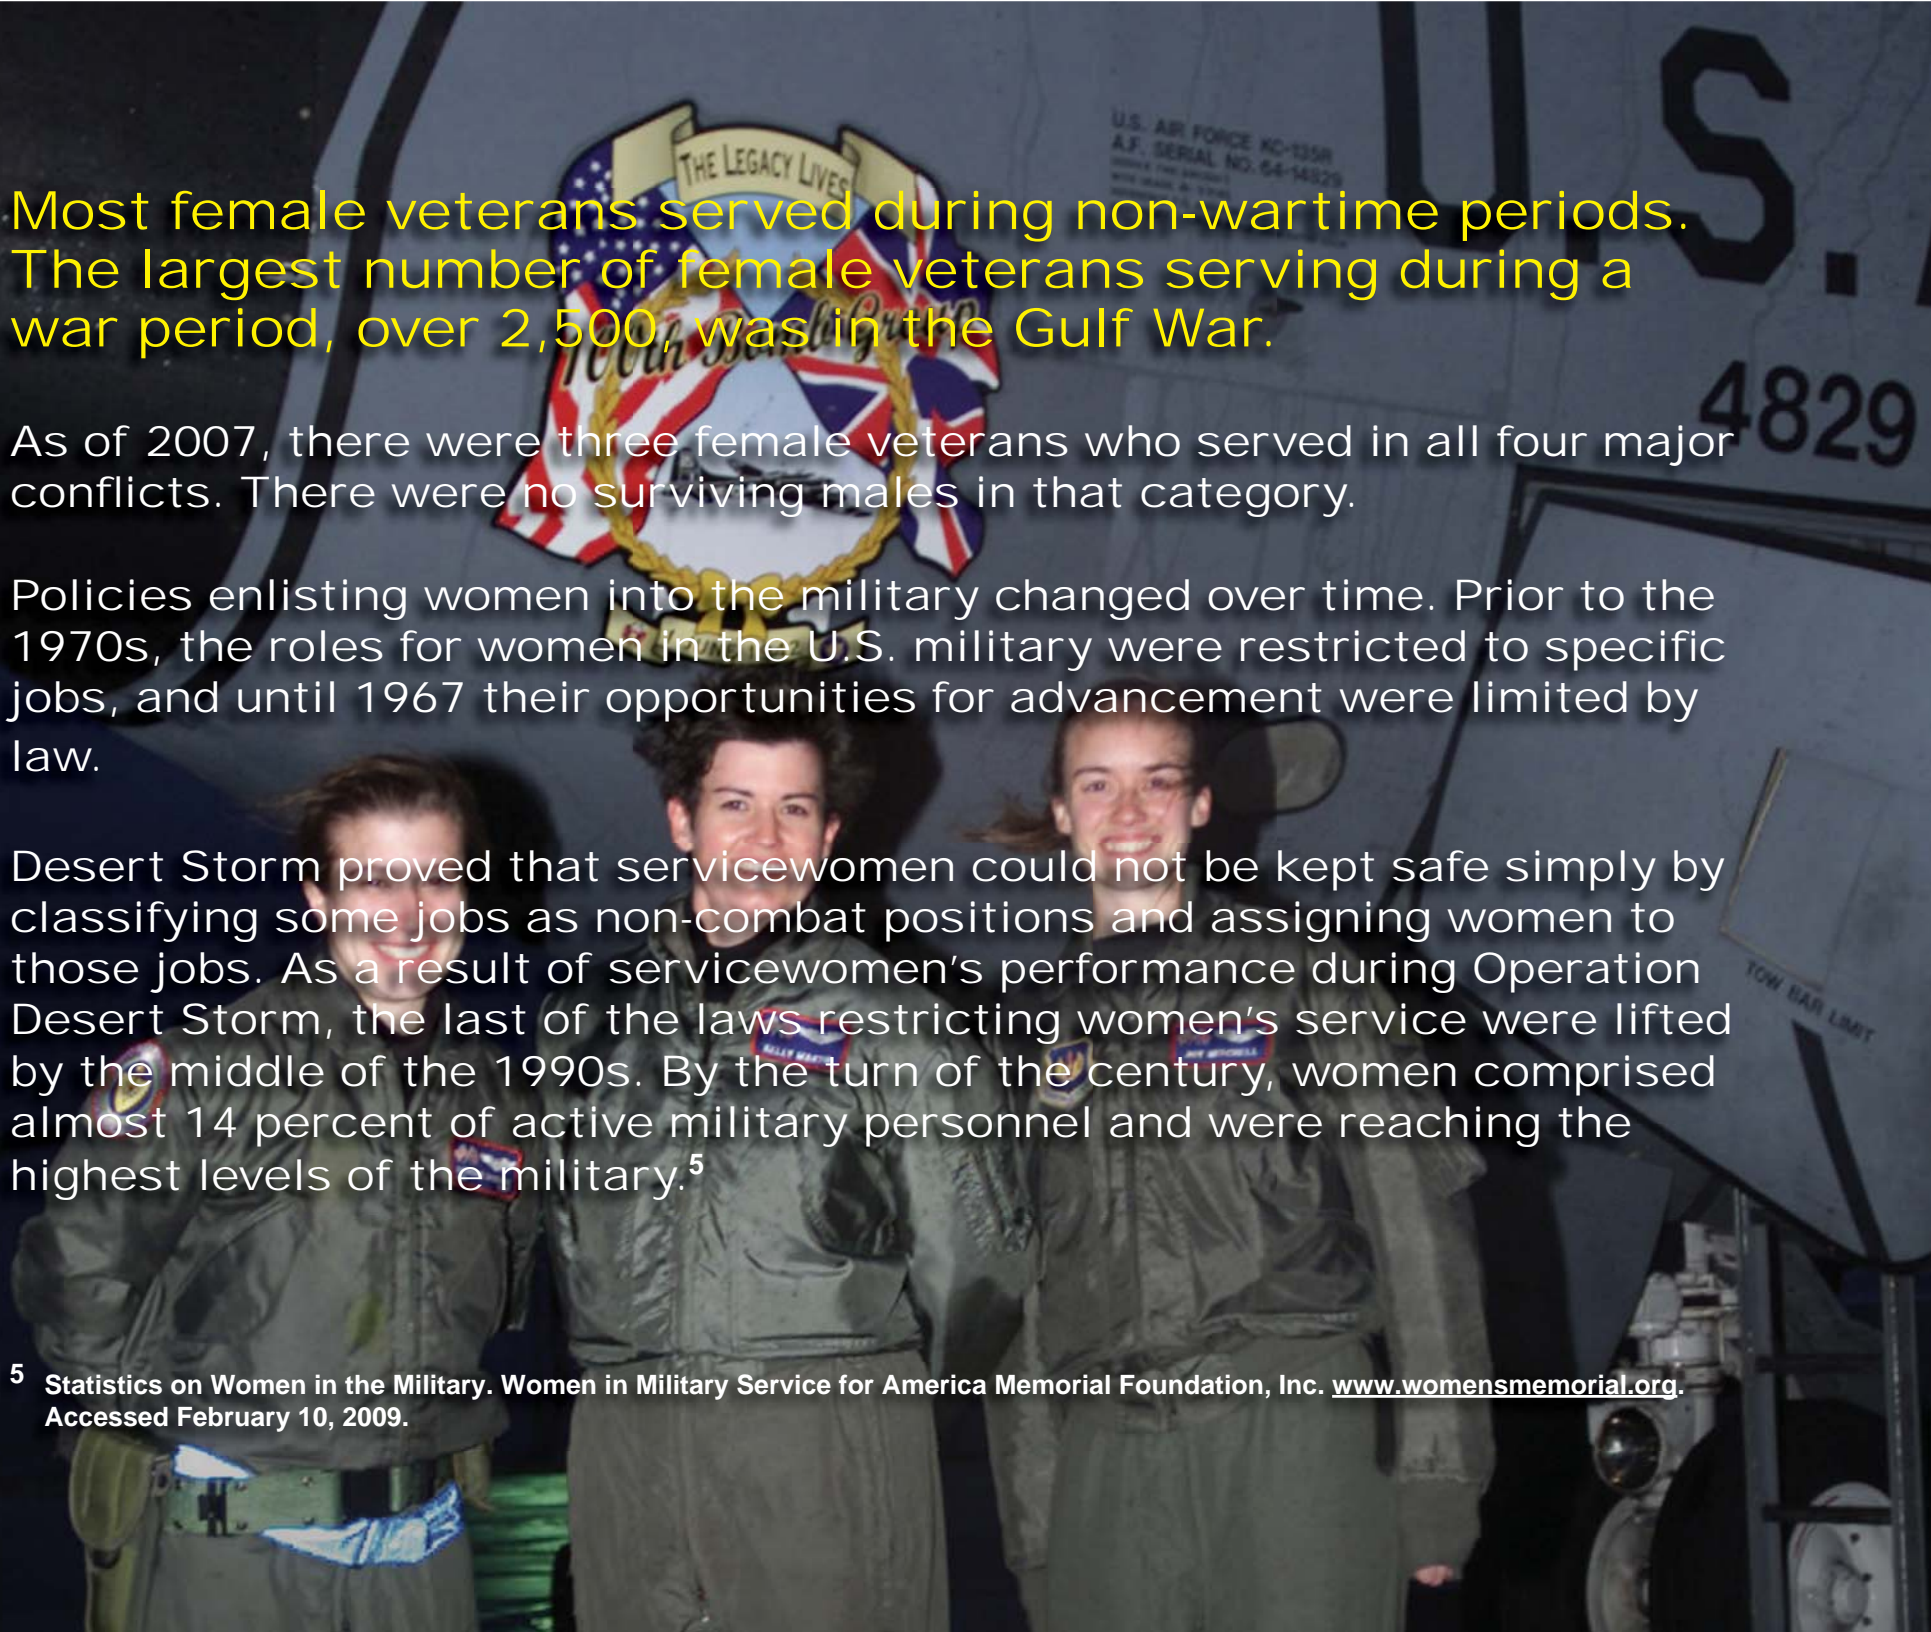 U.S.
U.S. AIR FORCE KC-135R
A.F. SERIAL NO. 64-14829
THE LEGACY LIVES
Most female veterans served during non-wartime periods.
The largest number of female veterans serving during a
war period, over 2,500, was in the Gulf War.
100th Bomb Group
4829
As of 2007, there were three female veterans who served in all four major
conflicts. There were no surviving males in that category.
Policies enlisting women into the military changed over time. Prior to the
1970s, the roles for women in the U.S. military were restricted to specific
jobs, and until 1967 their opportunities for advancement were limited by
law.
Desert Storm proved that servicewomen could not be kept safe simply by
classifying some jobs as non-combat positions and assigning women to
those jobs. As a result of servicewomen's performance during Operation
Desert Storm, the last of the laws restricting women's service were lifted
by the middle of the 1990s. By the turn of the century, women comprised
almost 14 percent of active military personnel and were reaching the
highest levels of the military.5
TOW BAR LIMIT
5 Statistics on Women in the Military. Women in Military Service for America Memorial Foundation, Inc. www.womensmemorial.org.
Accessed February 10, 2009.